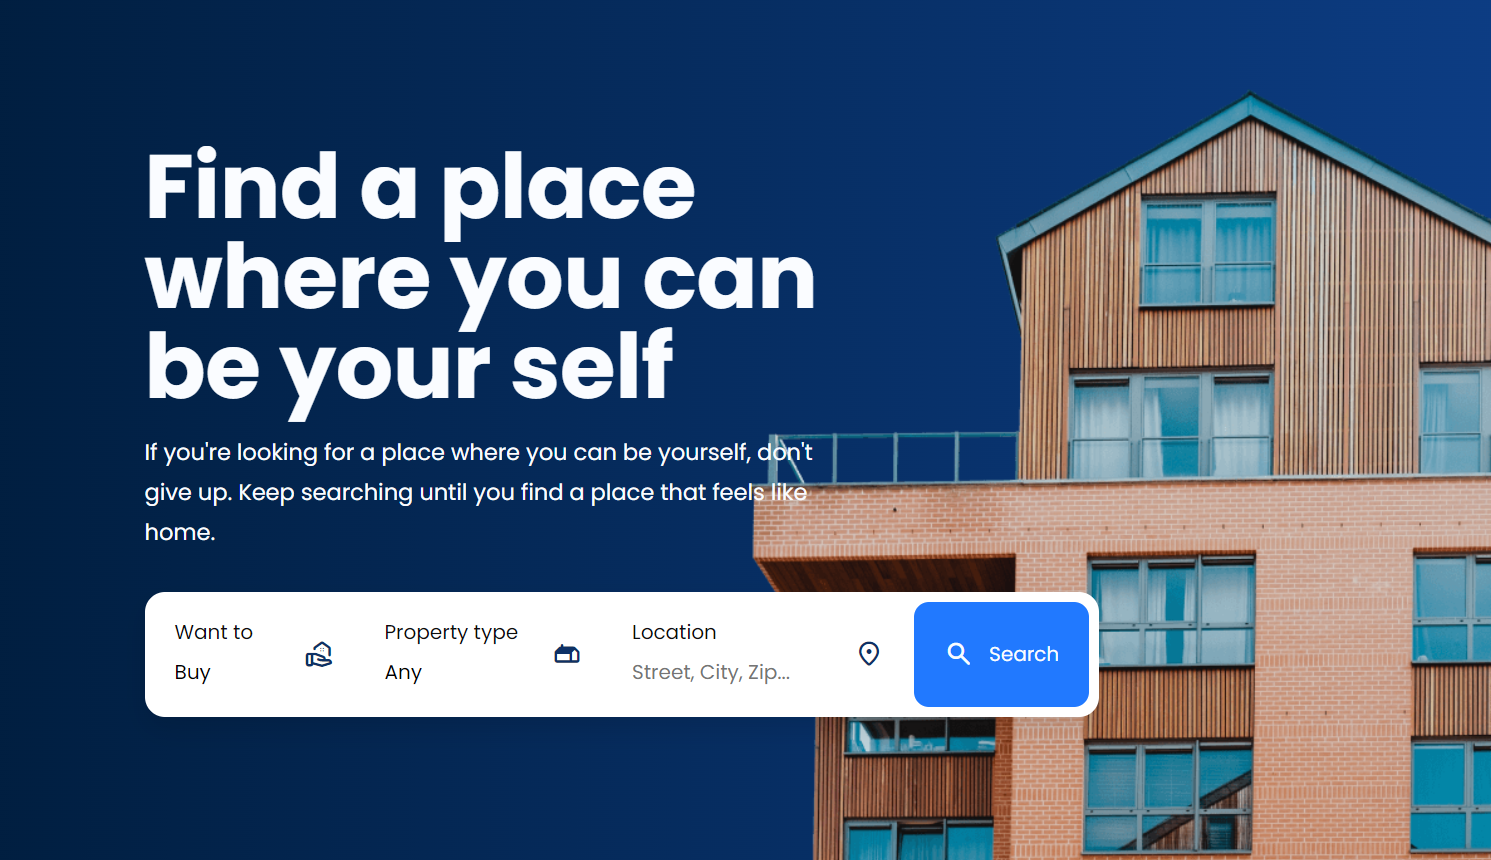 Find a place
where you can
be your self
If you're looking for a place where you can be yourself, don't
give up. Keep searching until you find a place that feels like
home.
Want to
Buy
Property type
Any
Location
Street, City, Zip...
Search